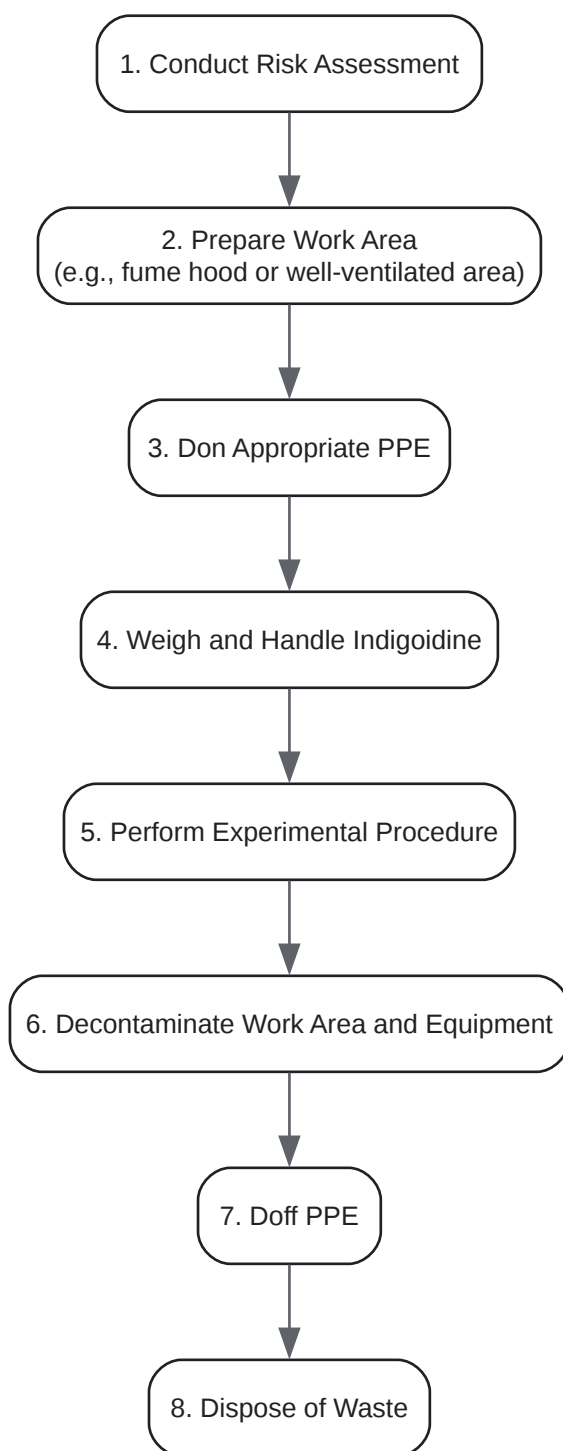 1. Conduct Risk Assessment
2. Prepare Work Area
(e.g., fume hood or well-ventilated area)
3. Don Appropriate PPE
4. Weigh and Handle Indigoidine
5. Perform Experimental Procedure
6. Decontaminate Work Area and Equipment
7. Doff PPE
8. Dispose of Waste